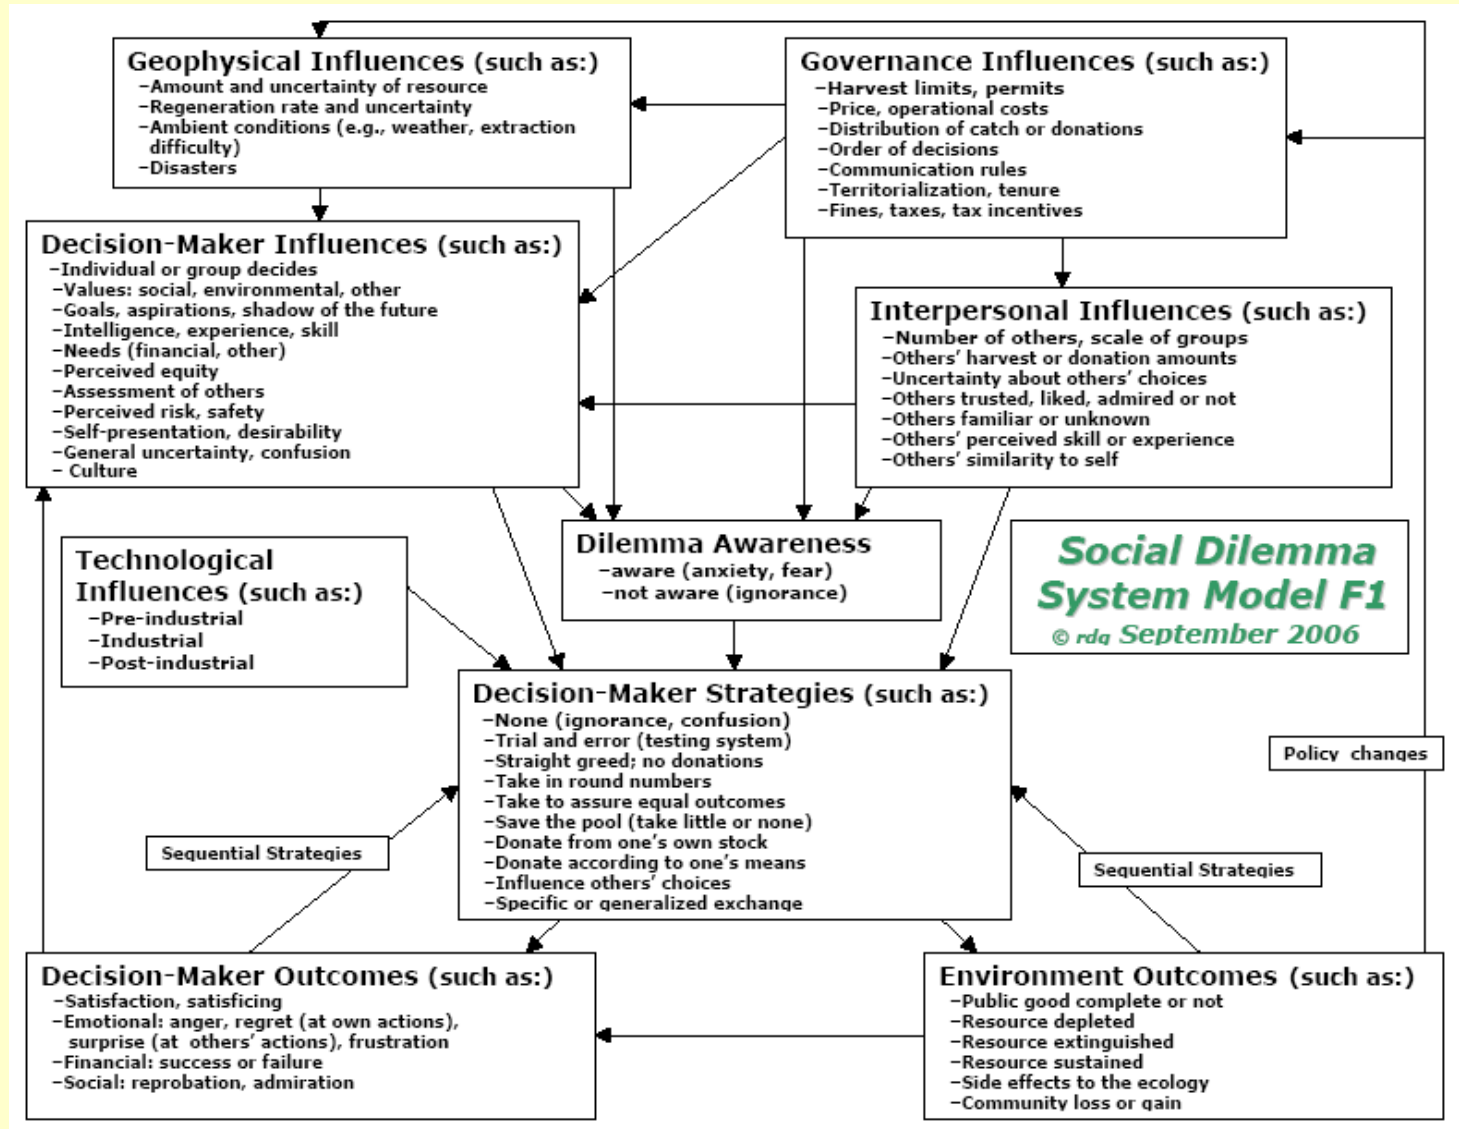 Geophysical Influences (such as:)
–Amount and uncertainty of resource
–Regeneration rate and uncertainty
–Ambient conditions (e.g., weather, extraction
difficulty)
–Disasters
Governance Influences (such as:)
–Harvest limits, permits
–Price, operational costs
–Distribution of catch or donations
–Order of decisions
–Communication rules
–Territorialization, tenure
–Fines, taxes, tax incentives
Decision-Maker Influences (such as:)
–Individual or group decides
–Values: social, environmental, other
–Goals, aspirations, shadow of the future
–Intelligence, experience, skill
–Needs (financial, other)
–Perceived equity
–Assessment of others
–Perceived risk, safety
–Self-presentation, desirability
–General uncertainty, confusion
– Culture
Interpersonal Influences (such as:)
–Number of others, scale of groups
–Others’ harvest or donation amounts
–Uncertainty about others’ choices
–Others trusted, liked, admired or not
–Others familiar or unknown
–Others’ perceived skill or experience
–Others’ similarity to self
Technological
Influences (such as:)
–Pre-industrial
–Industrial
–Post-industrial
Dilemma Awareness
–aware (anxiety, fear)
–not aware (ignorance)
Social Dilemma
System Model F1
© rdg September 2006
Decision-Maker Strategies (such as:)
–None (ignorance, confusion)
–Trial and error (testing system)
–Straight greed; no donations
–Take in round numbers
–Take to assure equal outcomes
–Save the pool (take little or none)
–Donate from one’s own stock
–Donate according to one’s means
–Influence others’ choices
–Specific or generalized exchange
Policy changes
Sequential Strategies
Sequential Strategies
Decision-Maker Outcomes (such as:)
–Satisfaction, satisficing
–Emotional: anger, regret (at own actions),
surprise (at others’ actions), frustration
–Financial: success or failure
–Social: reprobation, admiration
Environment Outcomes (such as:)
–Public good complete or not
–Resource depleted
–Resource extinguished
–Resource sustained
–Side effects to the ecology
–Community loss or gain